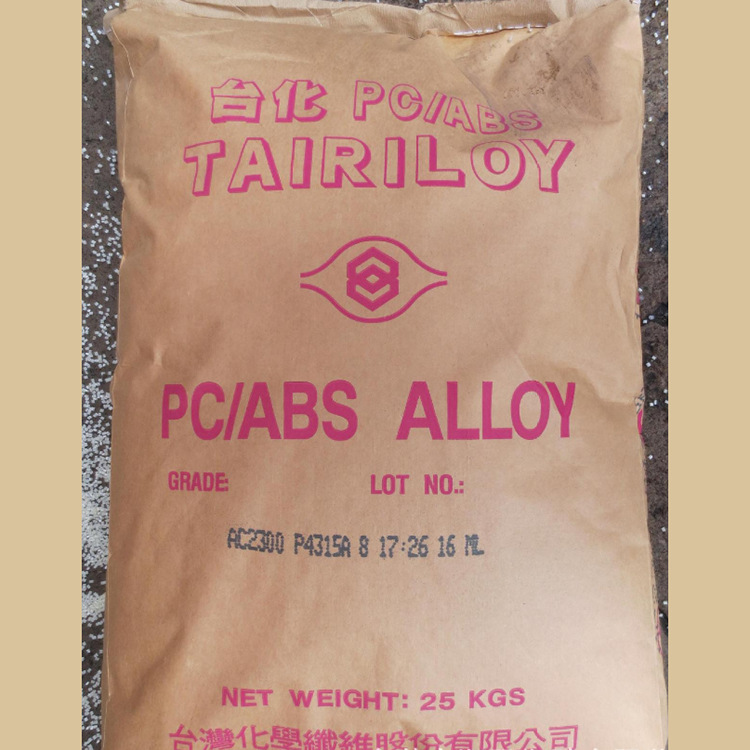 台化 PC/ABS
TAIRILOY
PC/ABS ALLOY
GRADE: LOT NO.:
AC2300 P4315A 8 17:26 16 ML
NET WEIGHT: 25 KGS
台灣化學纖維股份有限公司